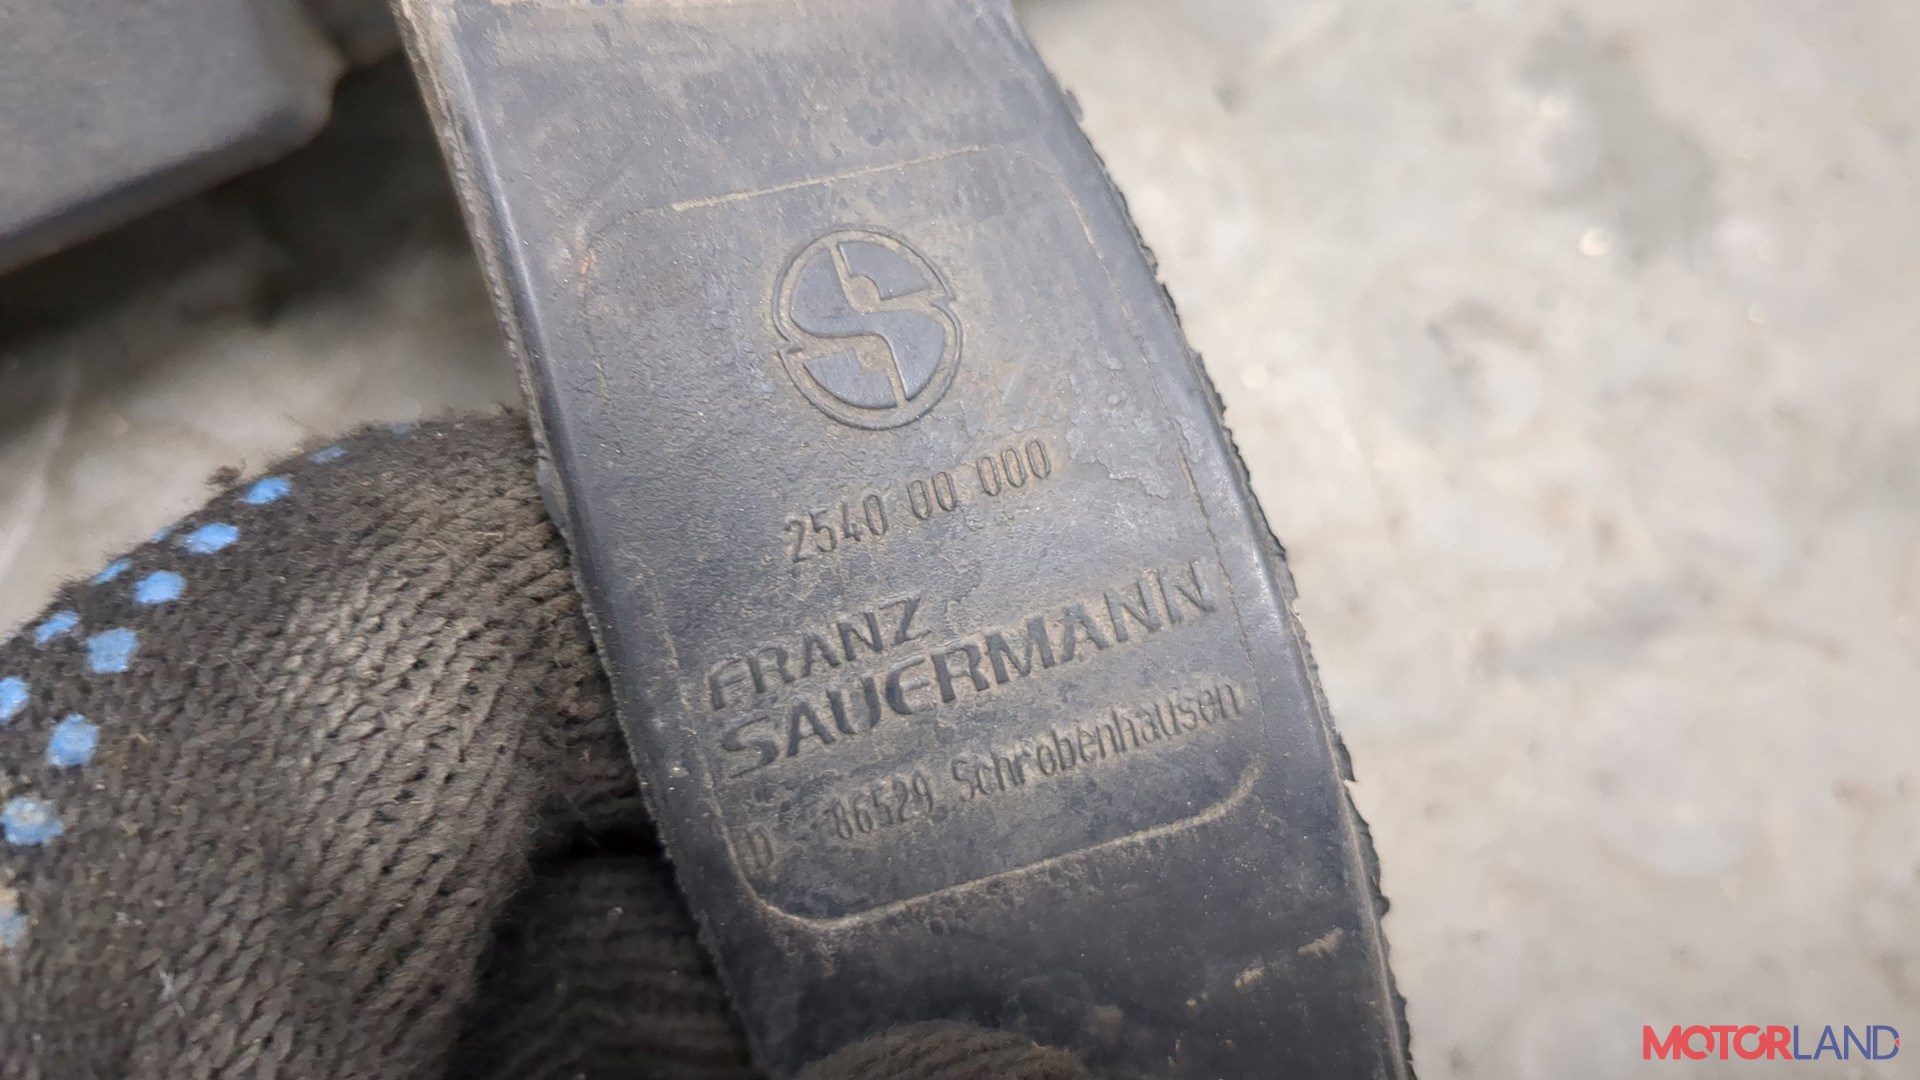 2540 00 000
FRANZ
SAUERMANN
D - 86529 Schrobenhausen
MOTORLAND